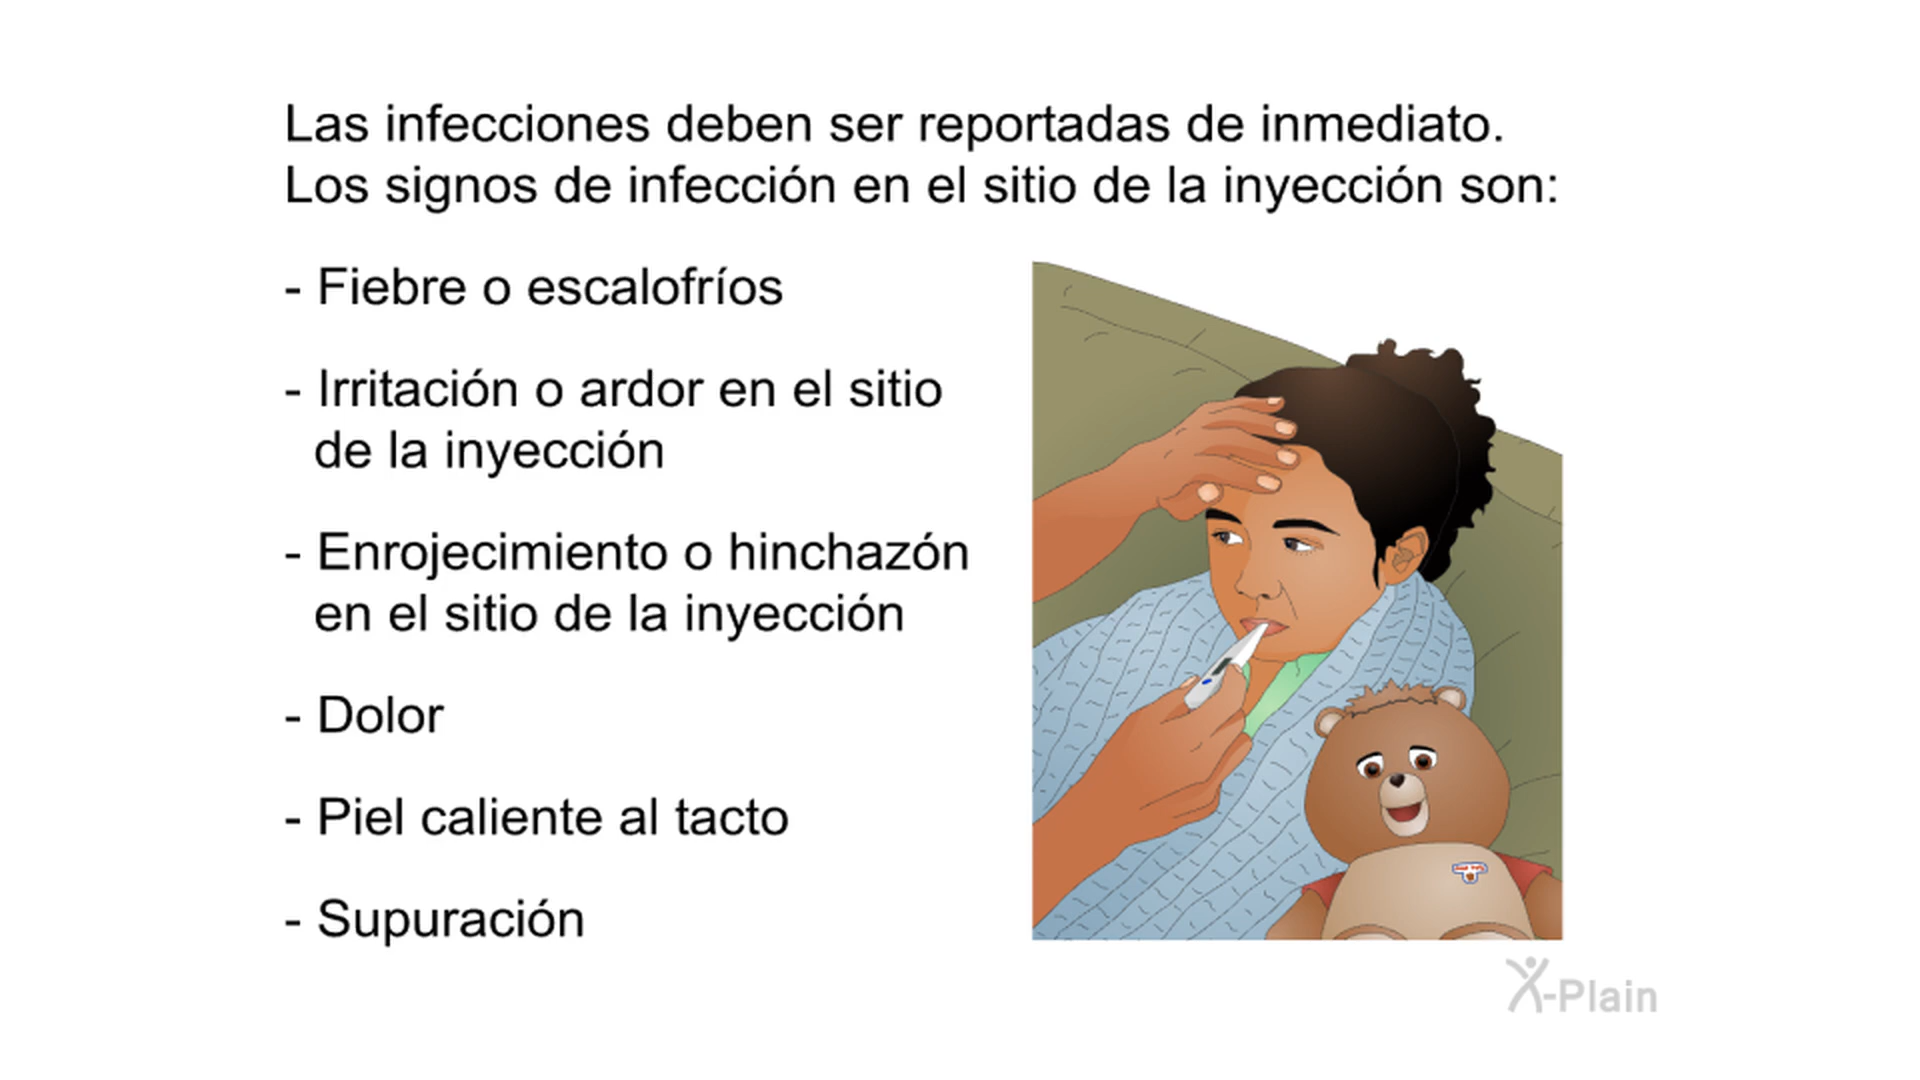 Las infecciones deben ser reportadas de inmediato.
Los signos de infección en el sitio de la inyección son:
- Fiebre o escalofríos
- Irritación o ardor en el sitio
de la inyección
- Enrojecimiento o hinchazón
en el sitio de la inyección
- Dolor
- Piel caliente al tacto
- Supuración
X-Plain